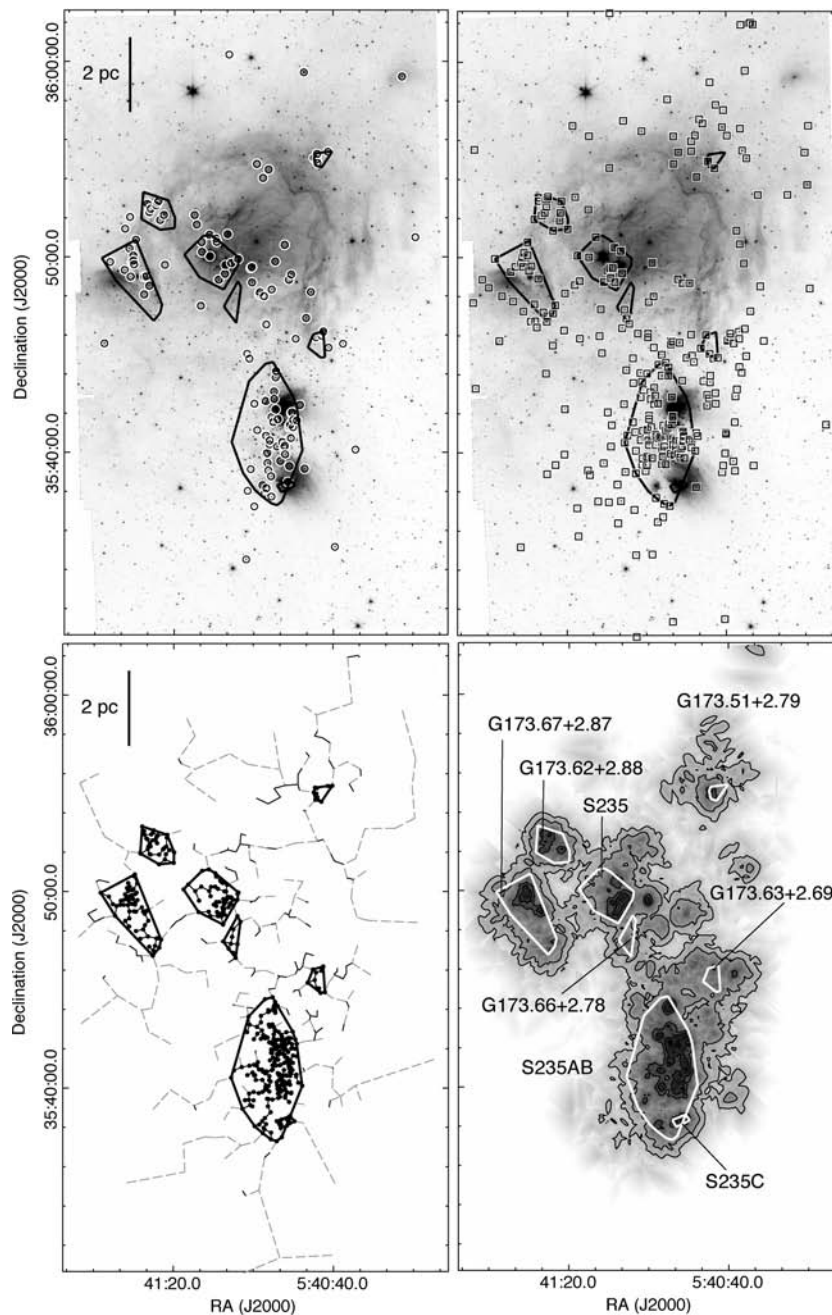 36:00:00.0
2 pc
50:00.0
Declination (J2000)
35:40:00.0
36:00:00.0
2 pc
50:00.0
Declination (J2000)
35:40:00.0
41:20.0
5:40:40.0
RA (J2000)
G173.51+2.79
G173.67+2.87
G173.62+2.88
S235
G173.63+2.69
G173.66+2.78
S235AB
S235C
41:20.0
5:40:40.0
RA (J2000)